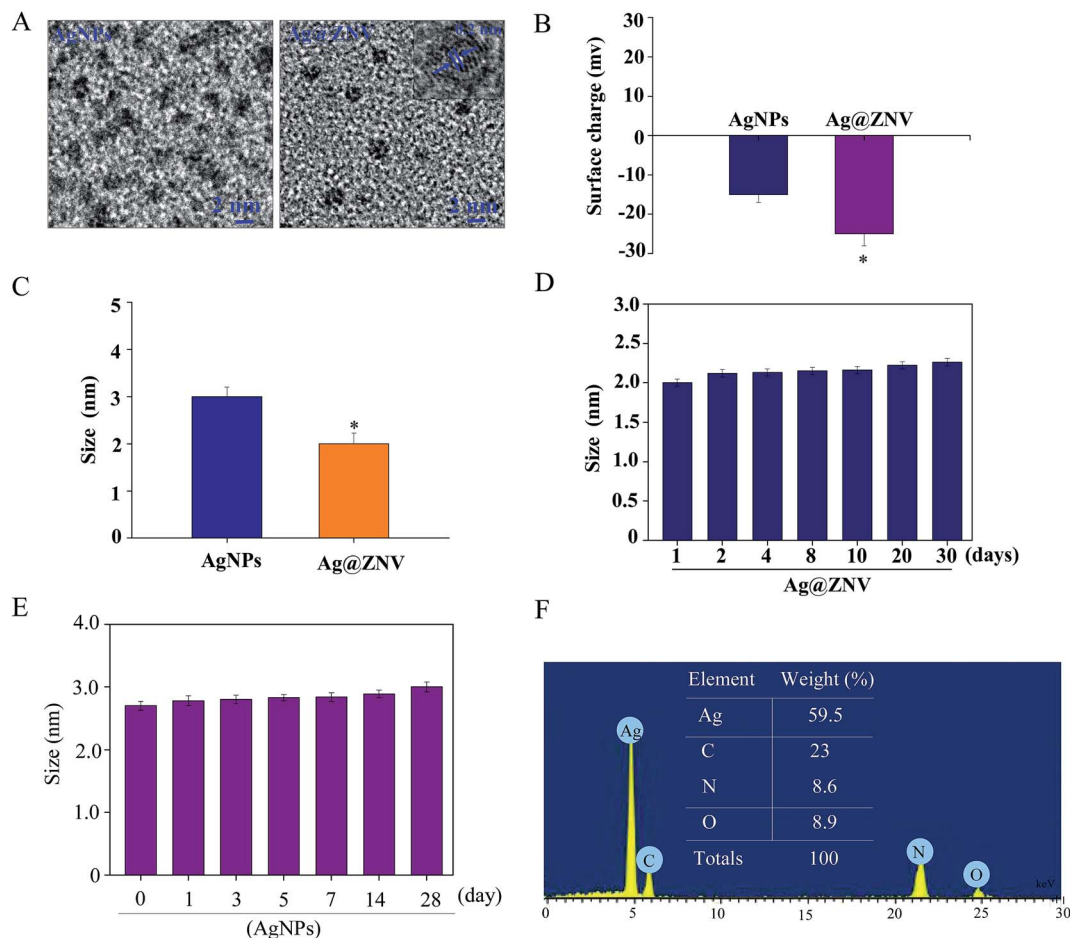 A
AgNPs
2 nm
Ag@ZNV
0.2 nm
2 nm
B
Surface charge (mv)
30
20
10
0
-10
-20
-30
AgNPs
Ag@ZNV
*
C
Size (nm)
5
4
3
2
1
0
*
AgNPs
Ag@ZNV
D
Size (nm)
3.0
2.5
2.0
1.5
1.0
0.5
0
1 2 4 8 10 20 30 (days)
Ag@ZNV
E
Size (nm)
4.0
3.0
2.0
1.0
0
0 1 3 5 7 14 28 (day)
(AgNPs)
F
Element Weight (%)
Ag 59.5
C 23
N 8.6
O 8.9
Totals 100
Ag
C
N
O
keV
0 5 10 15 20 25 30